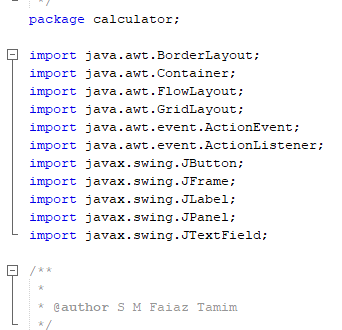 */
package calculator;
import java.awt.BorderLayout;
import java.awt.Container;
import java.awt.FlowLayout;
import java.awt.GridLayout;
import java.awt.event.ActionEvent;
import java.awt.event.ActionListener;
import javax.swing.JButton;
import javax.swing.JFrame;
import javax.swing.JLabel;
import javax.swing.JPanel;
import javax.swing.JTextField;
/**
*
* @author S M Faiaz Tamim
*/